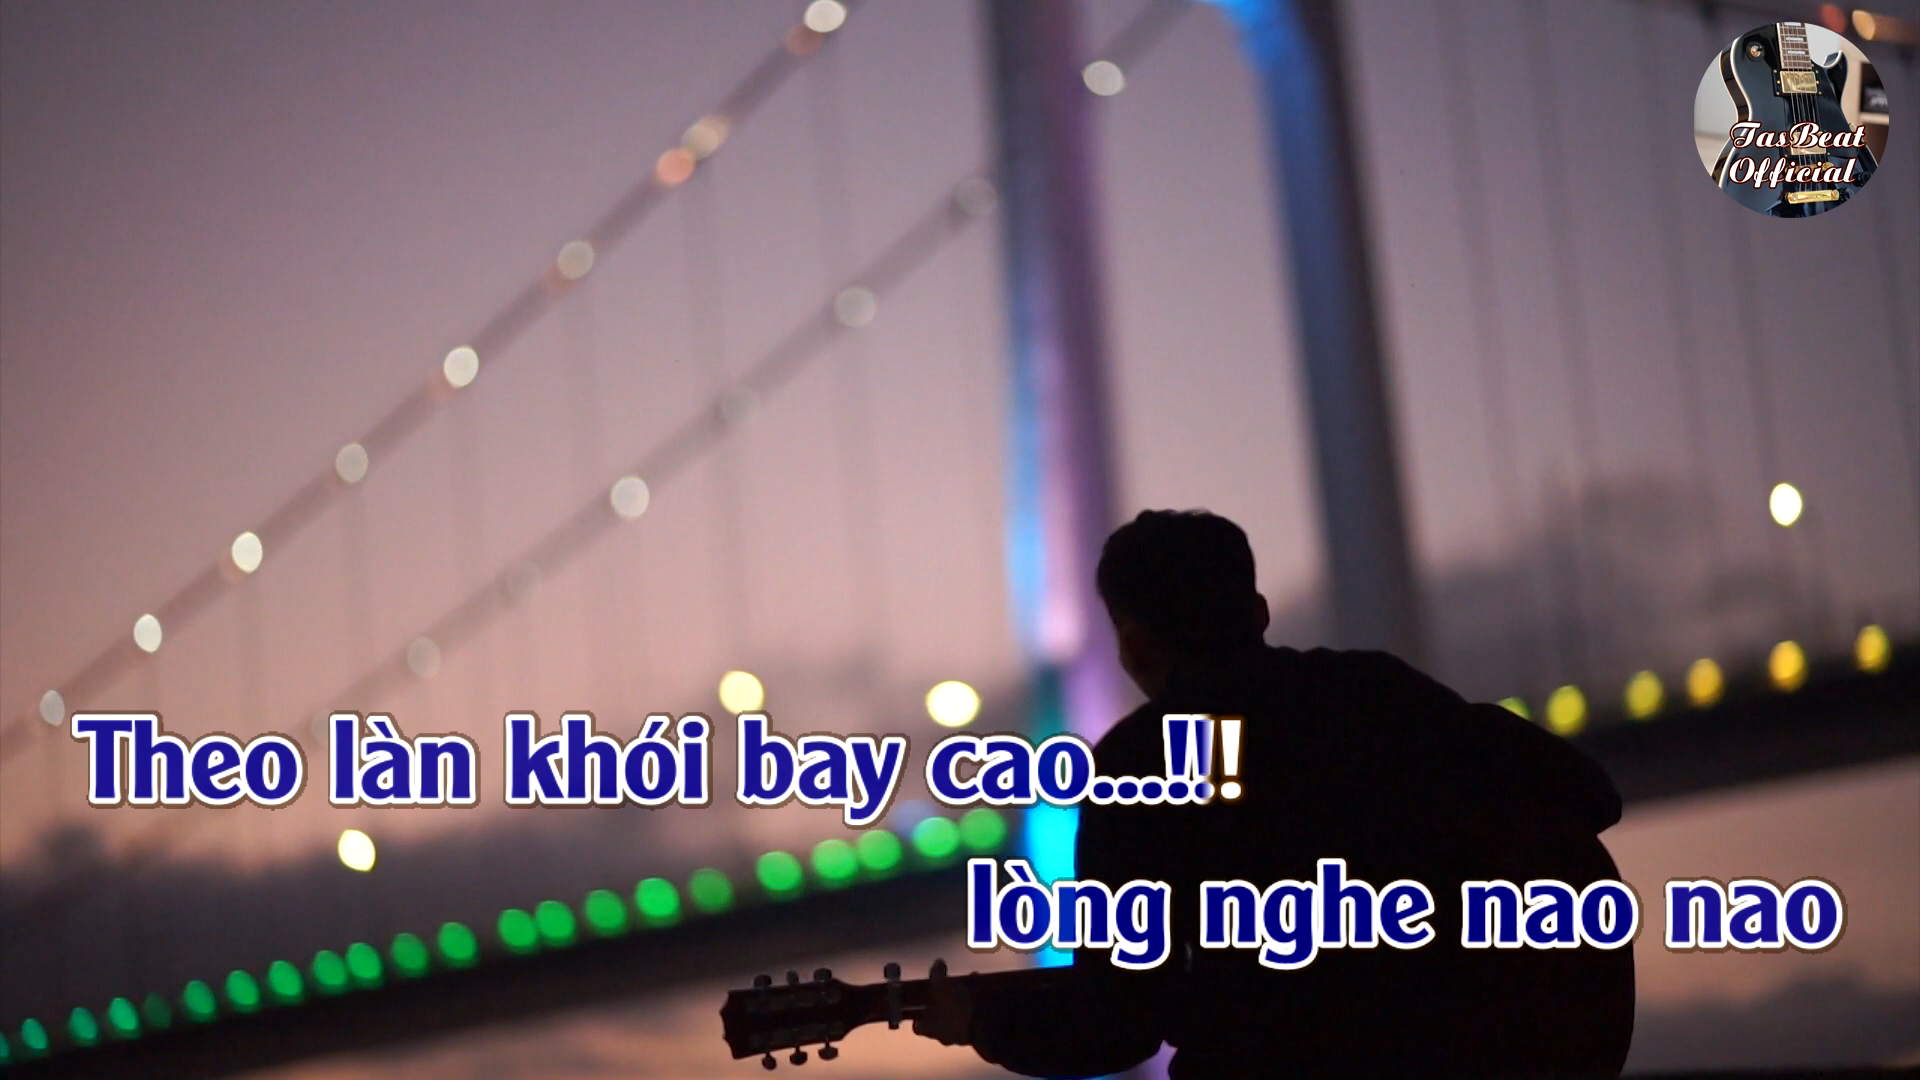 TasBeat
Official
Theo làn khói bay cao...!!!
lòng nghe nao nao